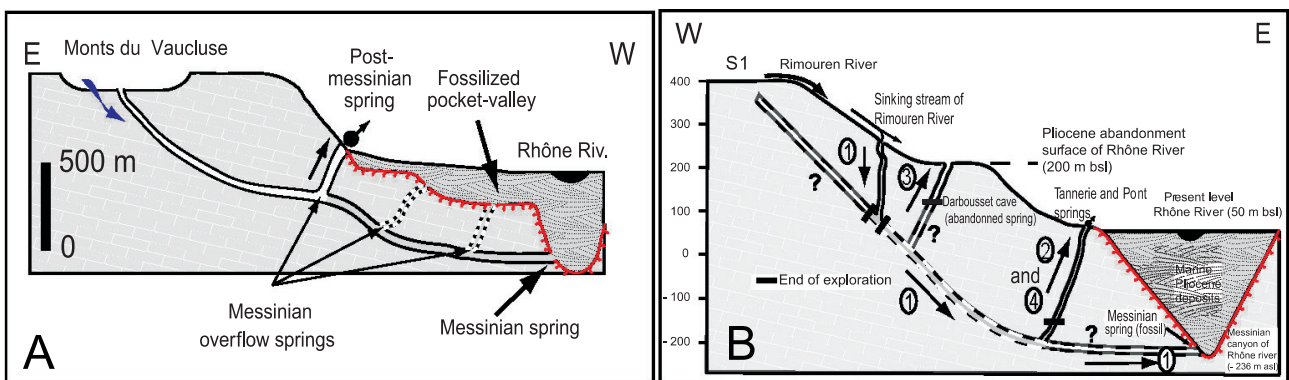 E
Monts du Vaucluse
W
Post-
messinian
spring
Fossilized
pocket-valley
Rhône Riv.
500 m
0
Messinian
overflow springs
Messinian spring
A
W
E
S1
Rimouren River
400
300
200
100
0
- 100
- 200
Sinking stream of
Rimouren River
Pliocene abandonment
surface of Rhône River
(200 m bsl)
1
3
?
Darbousset cave
(abandonned spring)
?
Tannerie and Pont
springs
Present level
Rhône River (50 m bsl)
End of exploration
1
2
and
4
Marine
Pliocene
deposits
?
Messinian
spring (fossil)
1
Messinian
canyon of
Rhône river
(- 236 m asl)
B